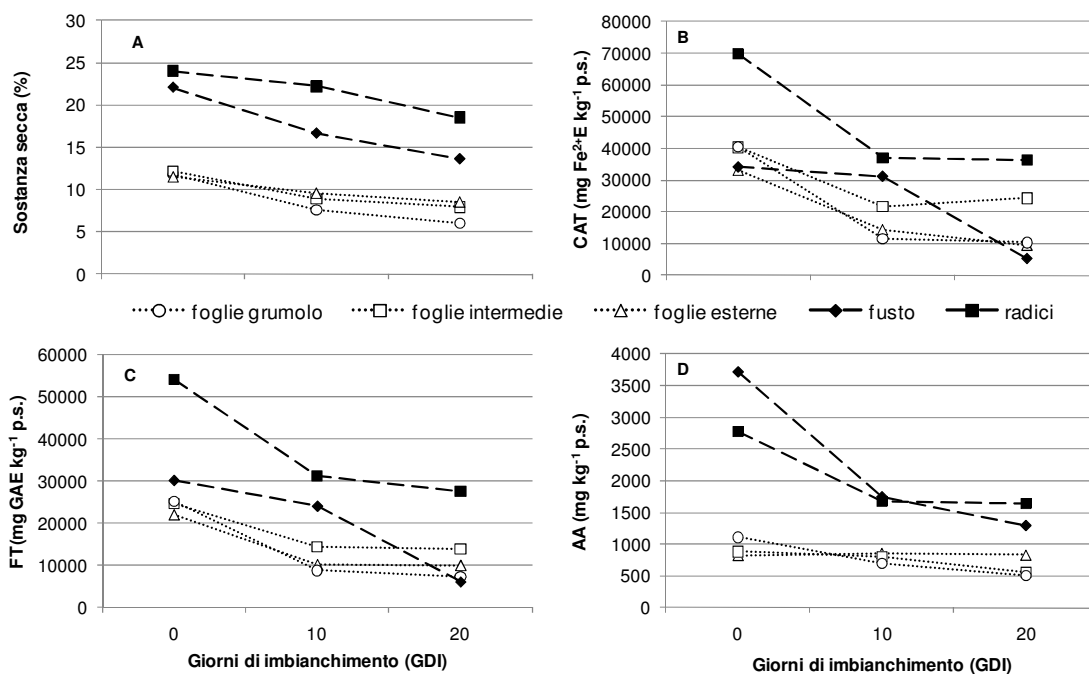 A
Sostanza secca (%)
30
25
20
15
10
5
0
B
CAT (mg Fe²⁺E kg⁻¹ p.s.)
80000
70000
60000
50000
40000
30000
20000
10000
0
foglie grumolo foglie intermedie foglie esterne fusto radici
C
FT (mg GAE kg⁻¹ p.s.)
60000
50000
40000
30000
20000
10000
0
0 10 20
Giorni di imbianchimento (GDI)
D
AA (mg kg⁻¹ p.s.)
4000
3500
3000
2500
2000
1500
1000
500
0
0 10 20
Giorni di imbianchimento (GDI)